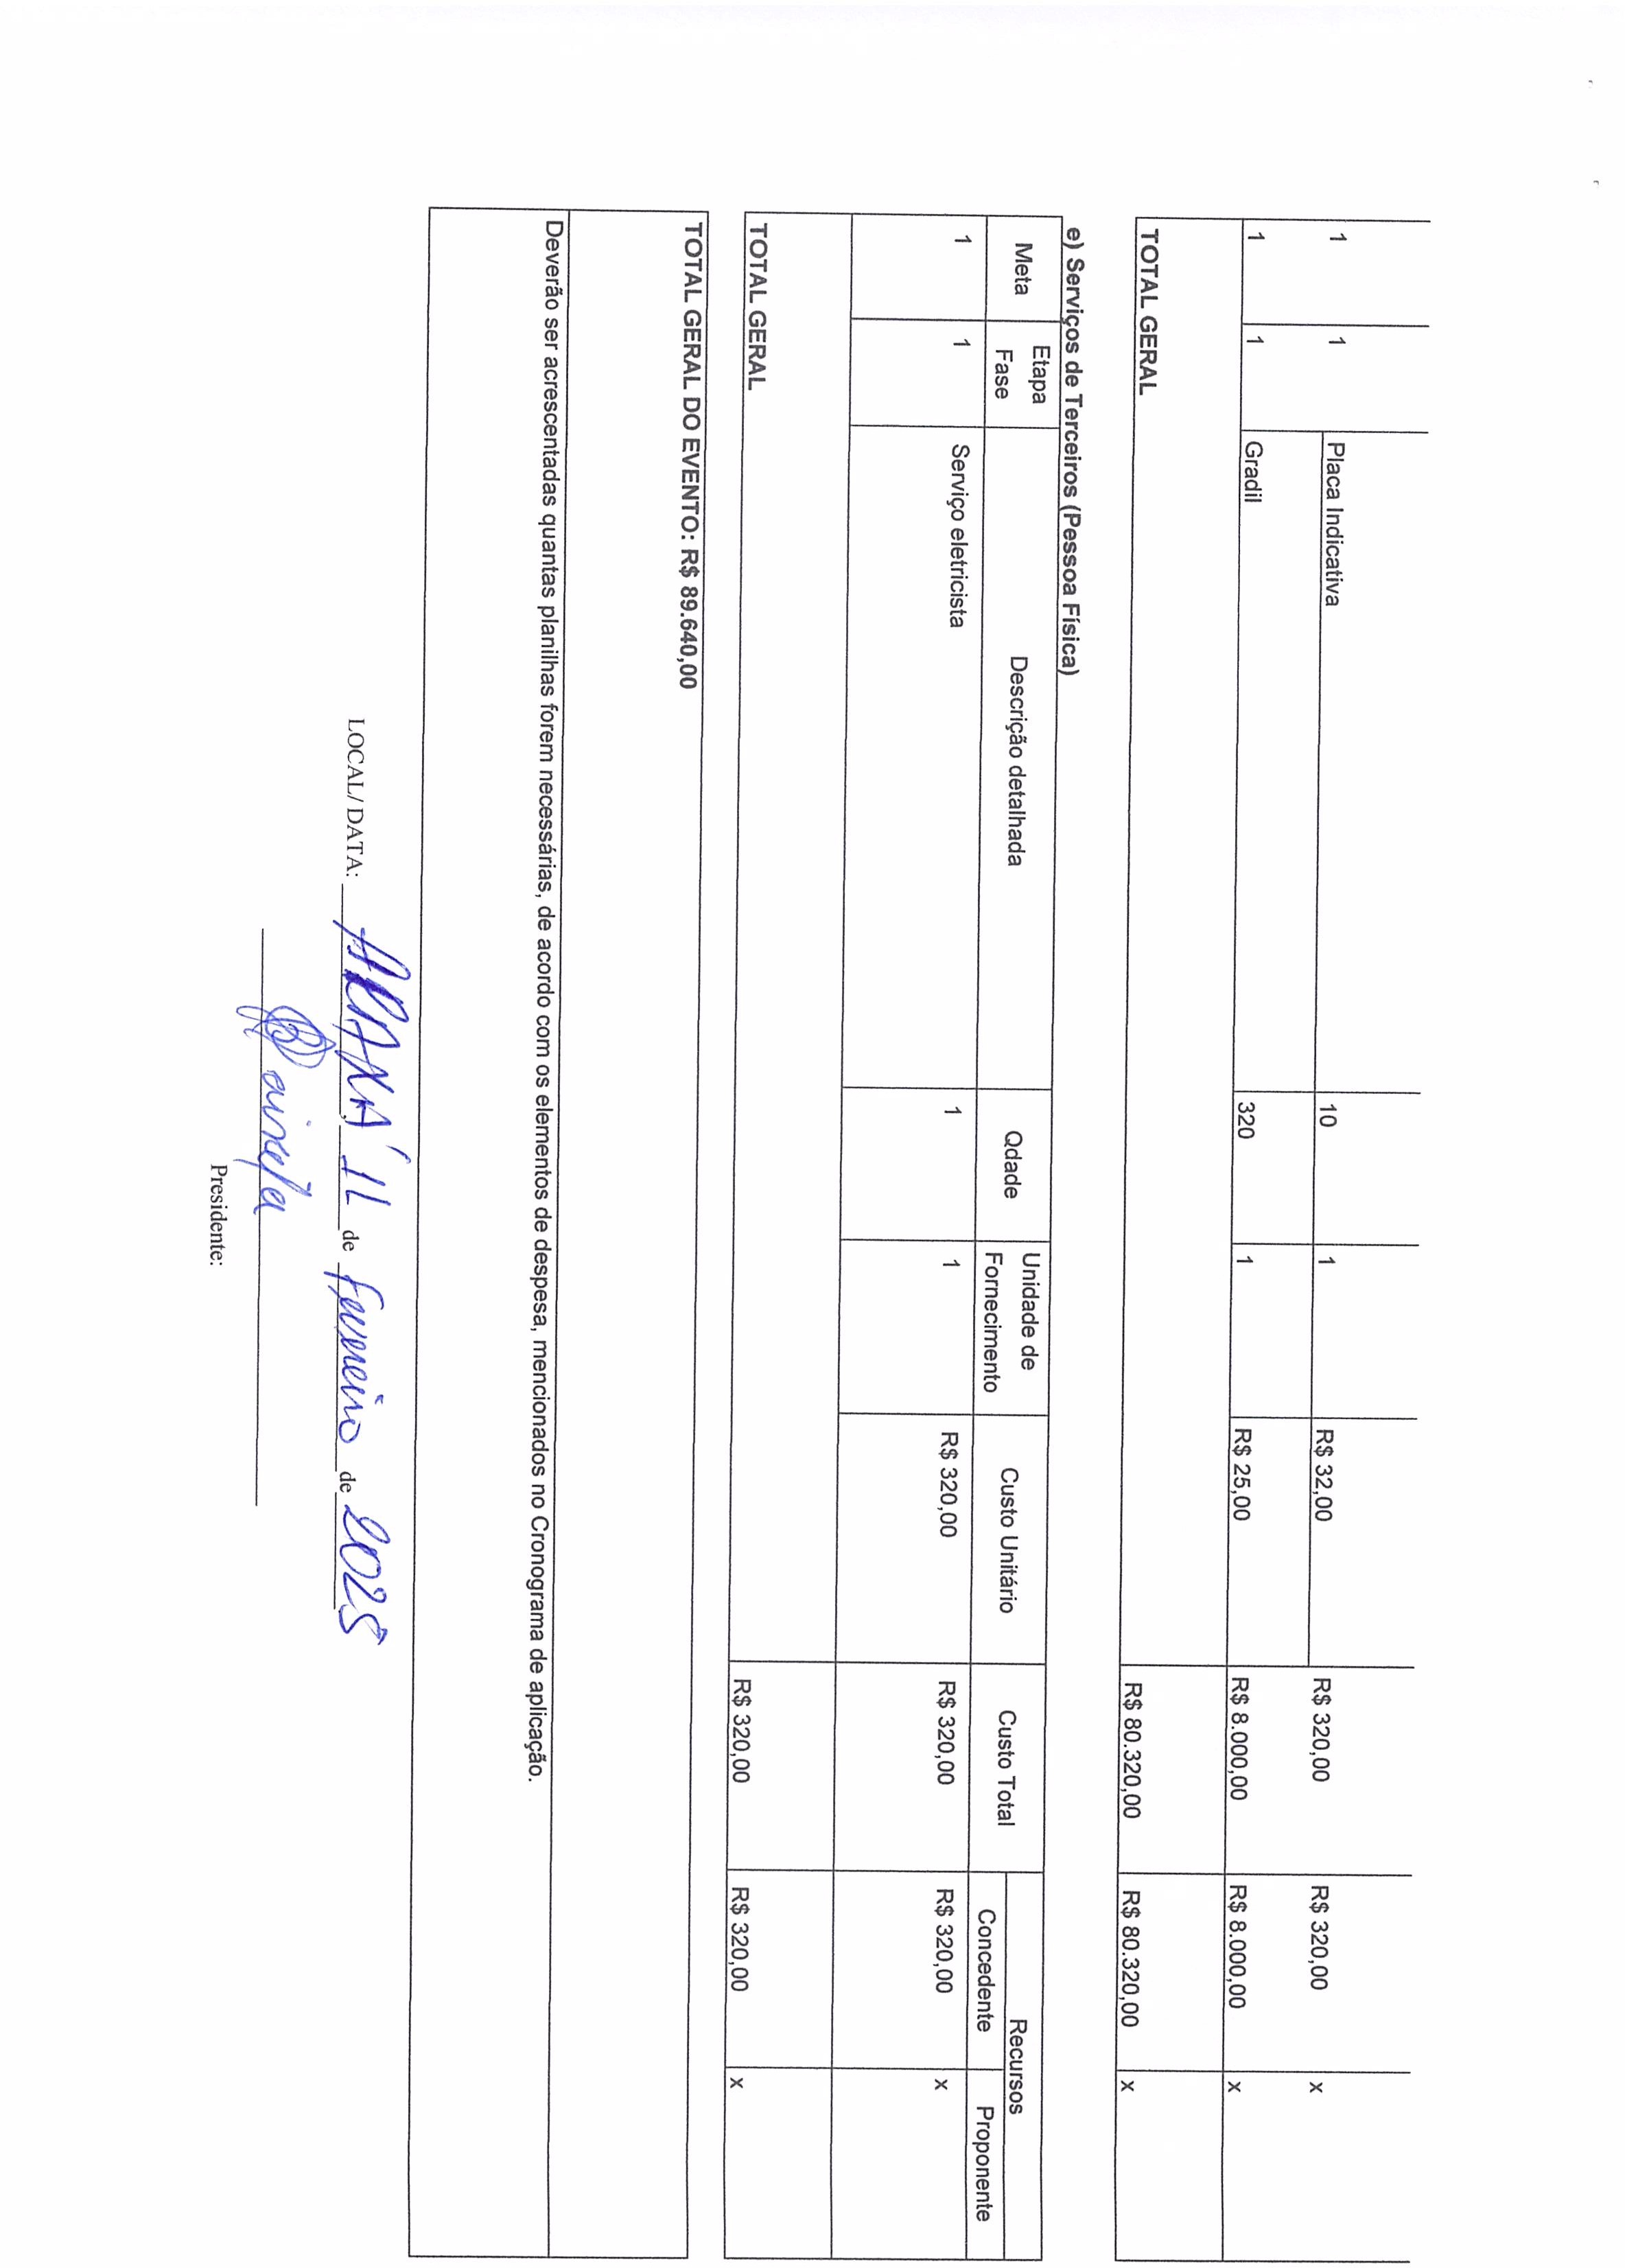 1 1 Placa Indicativa 10 1 R$ 32,00 R$ 320,00 R$ 320,00 x
1 1 Gradil 320 1 R$ 25,00 R$ 8.000,00 R$ 8.000,00 x
TOTAL GERAL R$ 80.320,00 R$ 80.320,00 x
e) Serviços de Terceiros (Pessoa Física)
Meta Etapa Fase Descrição detalhada Qdade Unidade de Fornecimento Custo Unitário Custo Total Recursos
Concedente Proponente
1 1 Serviço eletricista 1 1 R$ 320,00 R$ 320,00 R$ 320,00 x
TOTAL GERAL R$ 320,00 R$ 320,00 x
TOTAL GERAL DO EVENTO: R$ 89.640,00
Deverão ser acrescentadas quantas planilhas forem necessárias, de acordo com os elementos de despesa, mencionados no Cronograma de aplicação.
LOCAL/ DATA: 11 de fevereiro de 2025
Presidente: